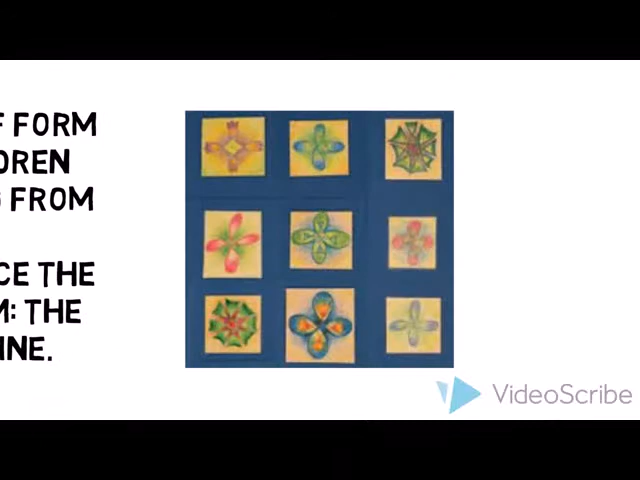 F FORM
DREN
G FROM
CE THE
M: THE
INE.
VideoScribe